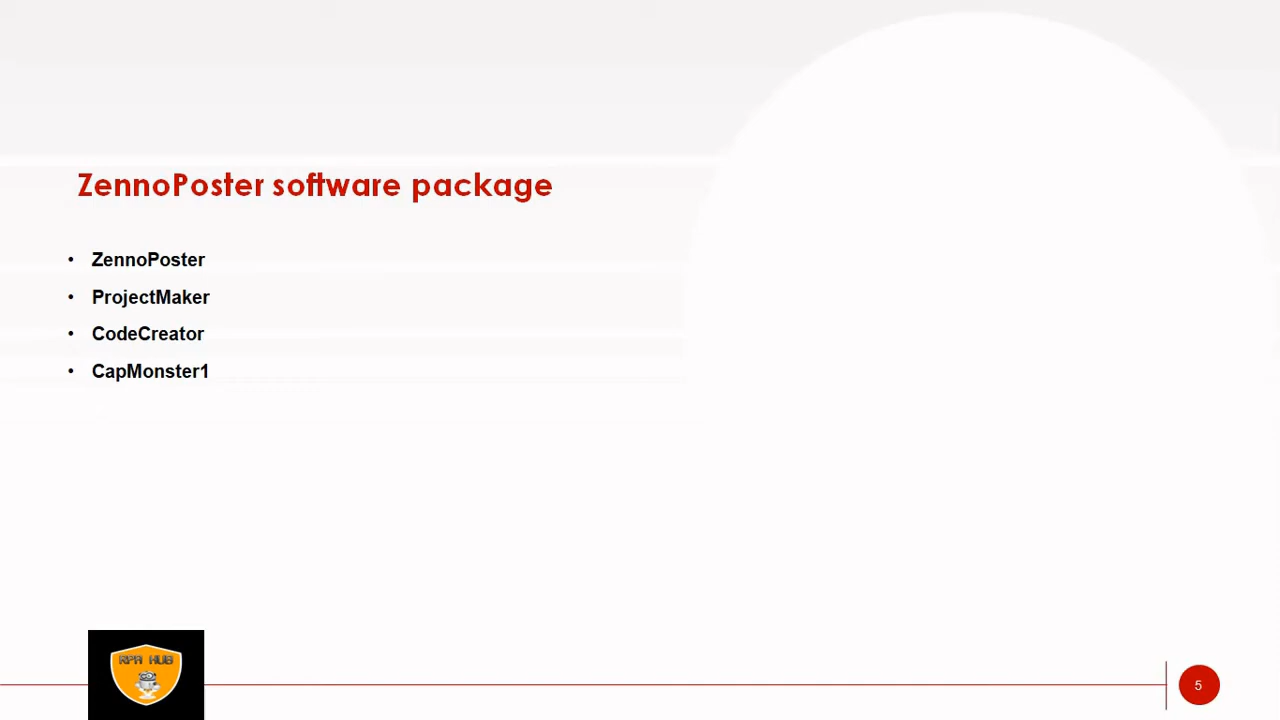 ZennoPoster software package
• ZennoPoster
• ProjectMaker
• CodeCreator
• CapMonster1
RPA HUB
5